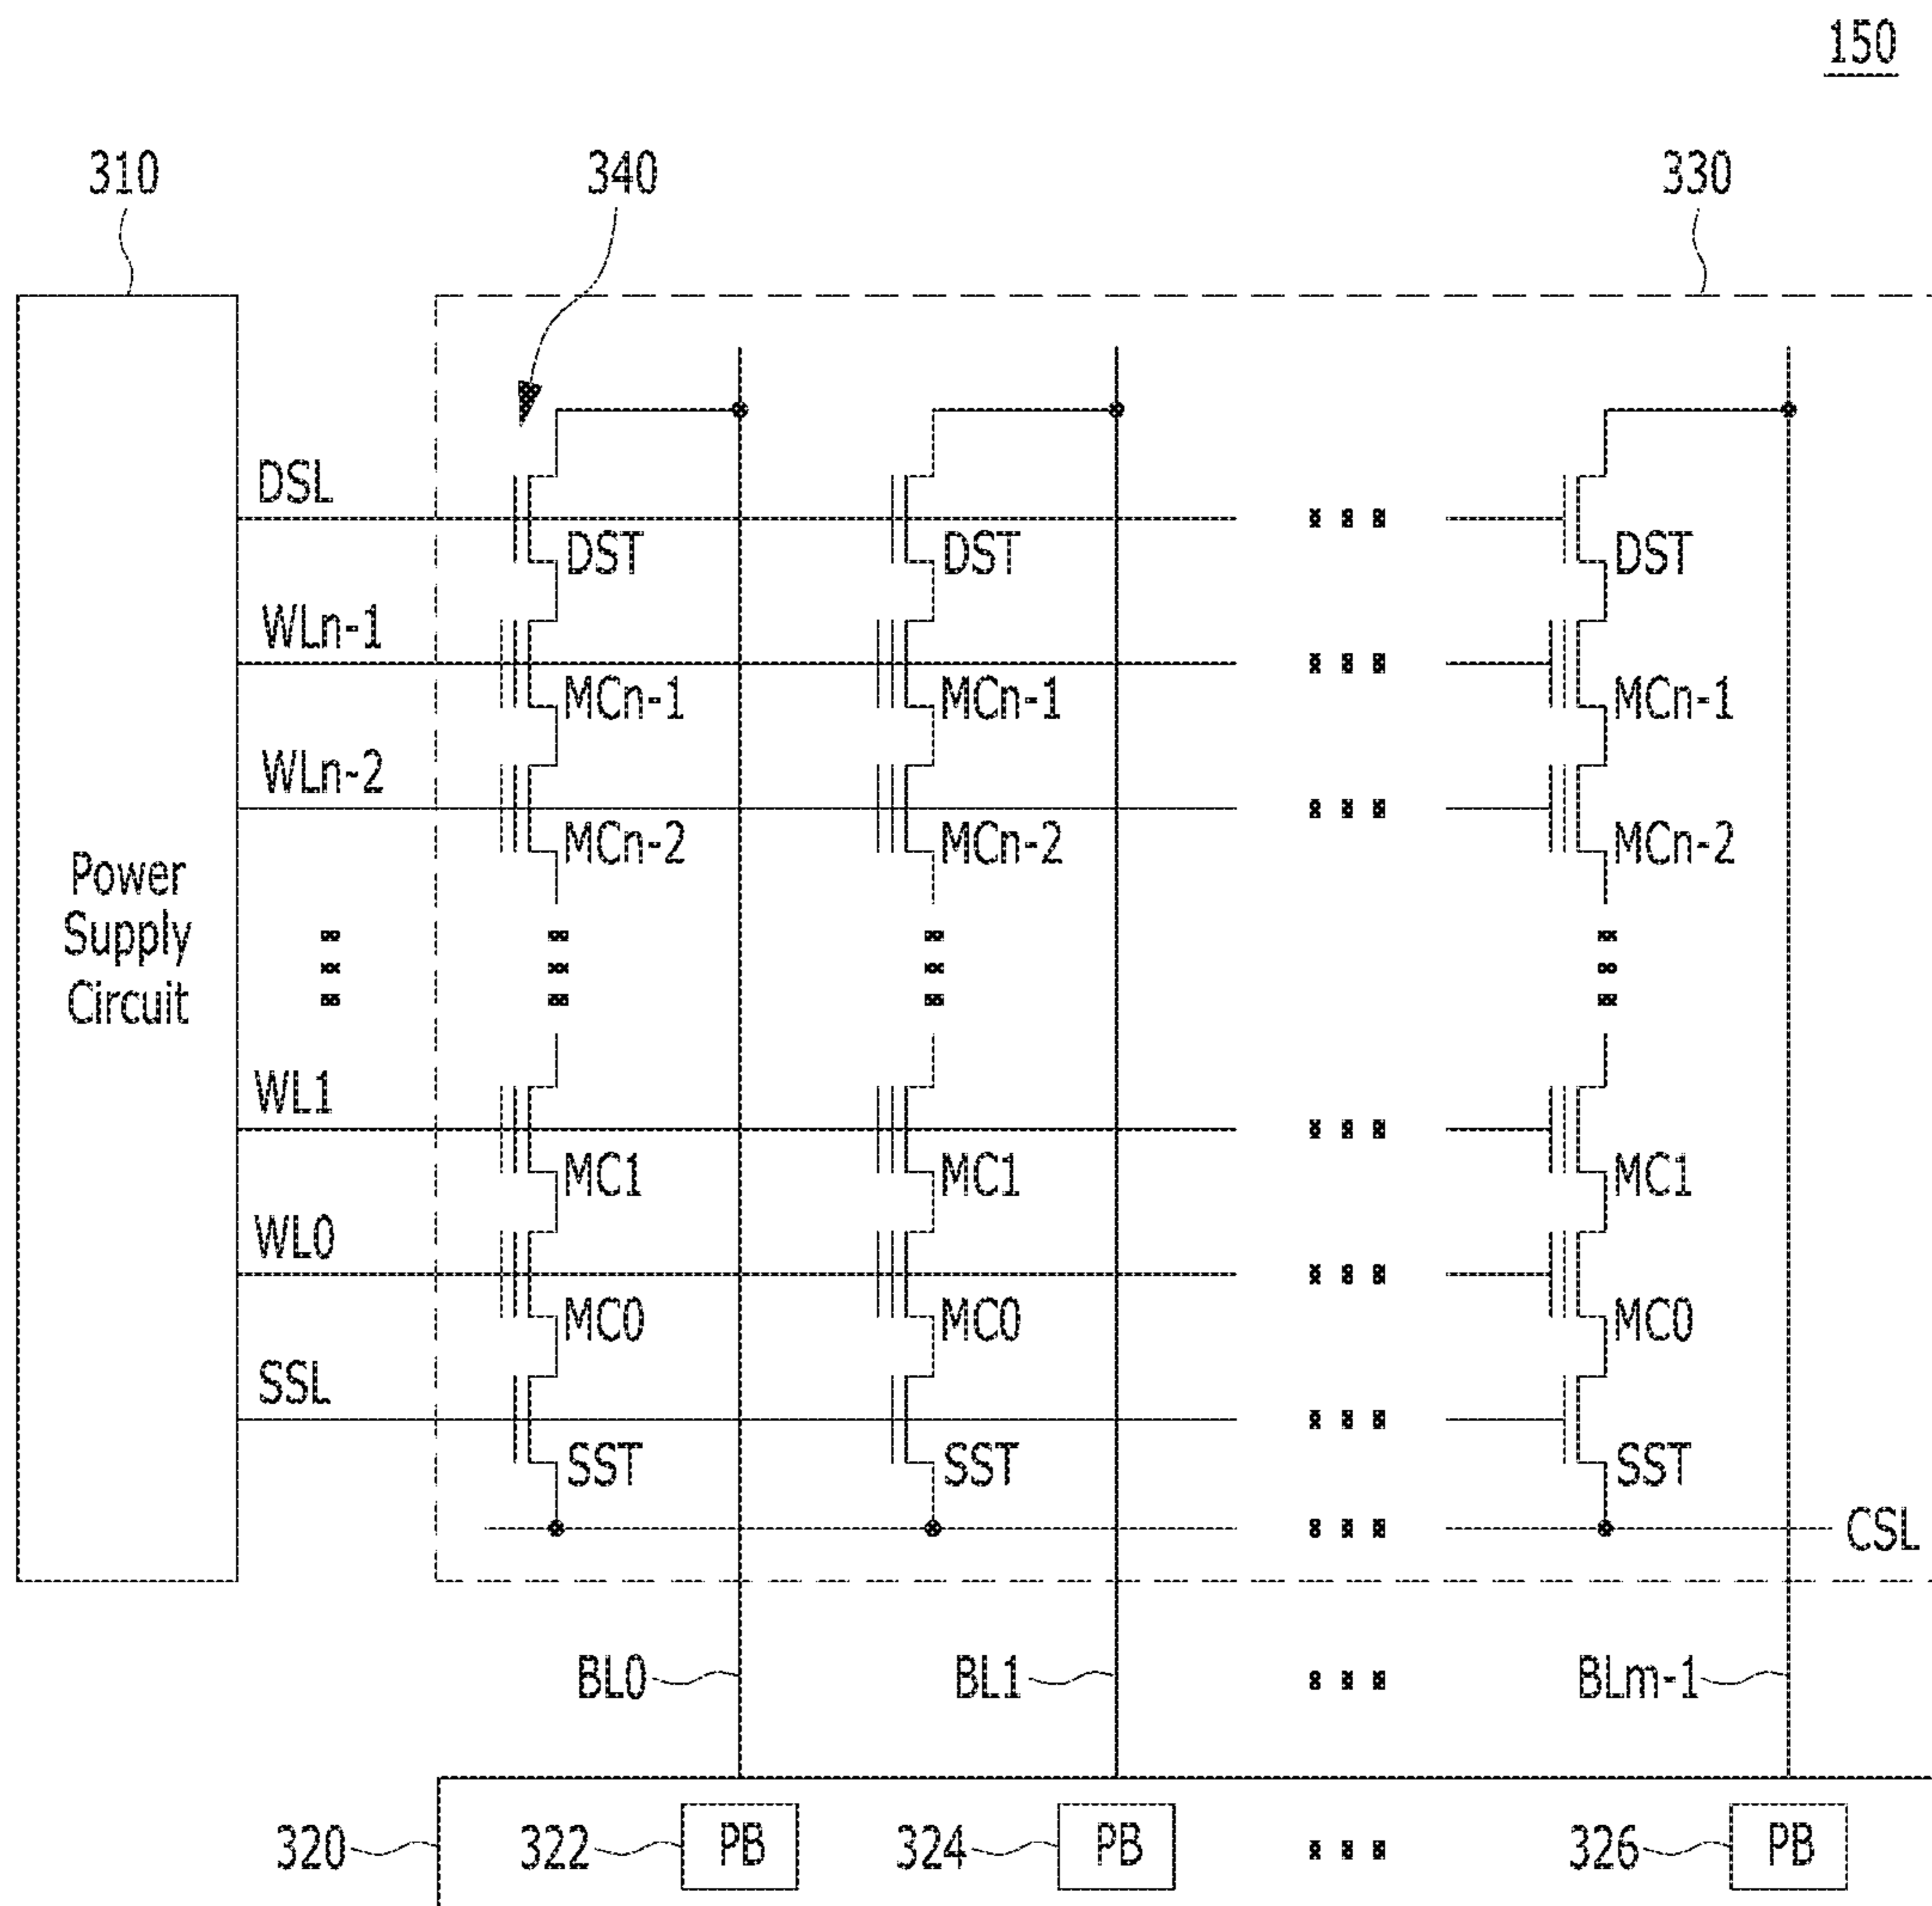 150
310
340
330
DSL
DST
DST
DST
WLn-1
MCn-1
MCn-1
MCn-1
WLn-2
MCn-2
MCn-2
MCn-2
Power
Supply
Circuit
WL1
MC1
MC1
MC1
WL0
MC0
MC0
MC0
SSL
SST
SST
SST
CSL
BL0
BL1
BLm-1
320
322
PB
324
PB
326
PB